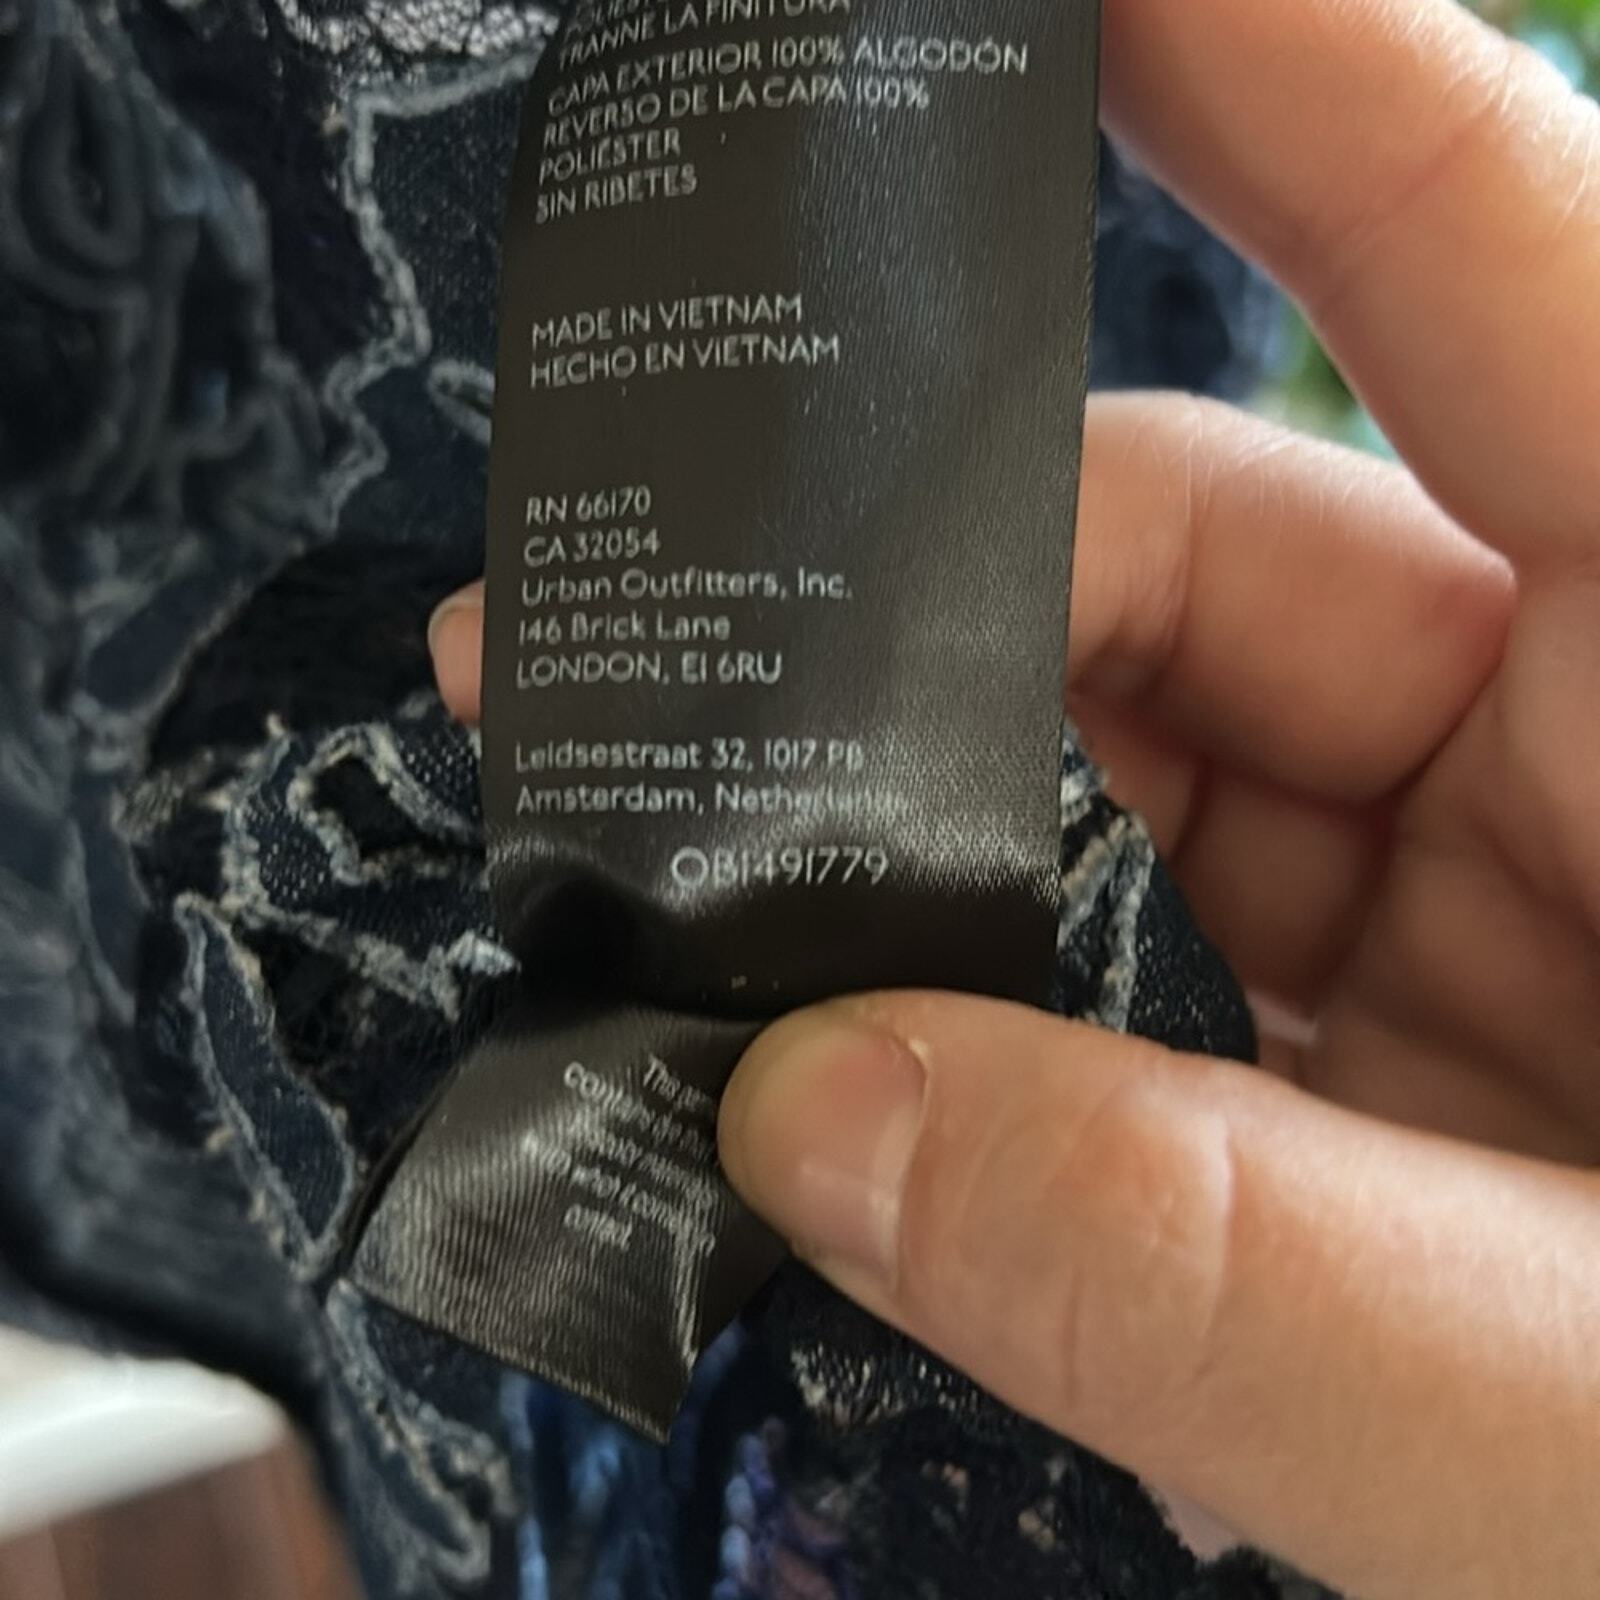 TRANNE LA FINITURA
CAPA EXTERIOR 100% ALGODÓN
REVERSO DE LA CAPA 100%
POLIÉSTER
SIN RIBETES
MADE IN VIETNAM
HECHO EN VIETNAM
RN 66170
CA 32054
Urban Outfitters, Inc.
146 Brick Lane
LONDON, E1 6RU
Leidsestraat 32, 1017 PB
Amsterdam, Netherlands
OB1491779
This